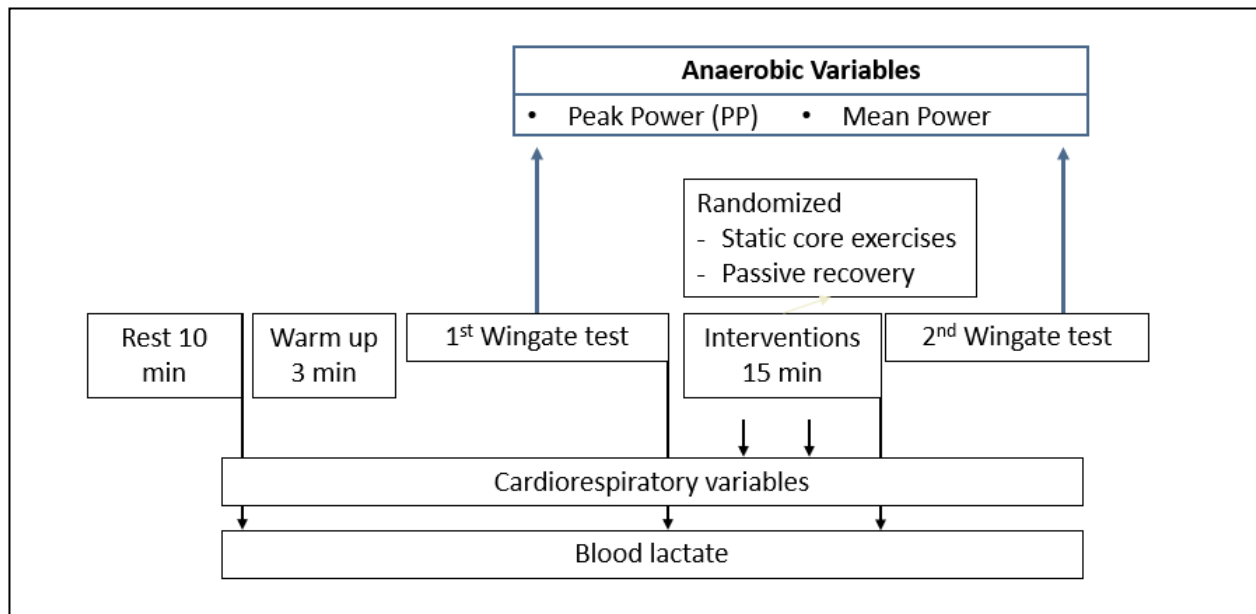 Anaerobic Variables
• Peak Power (PP) • Mean Power
Randomized
- Static core exercises
- Passive recovery
Rest 10
min
Warm up
3 min
1st Wingate test
Interventions
15 min
2nd Wingate test
Cardiorespiratory variables
Blood lactate